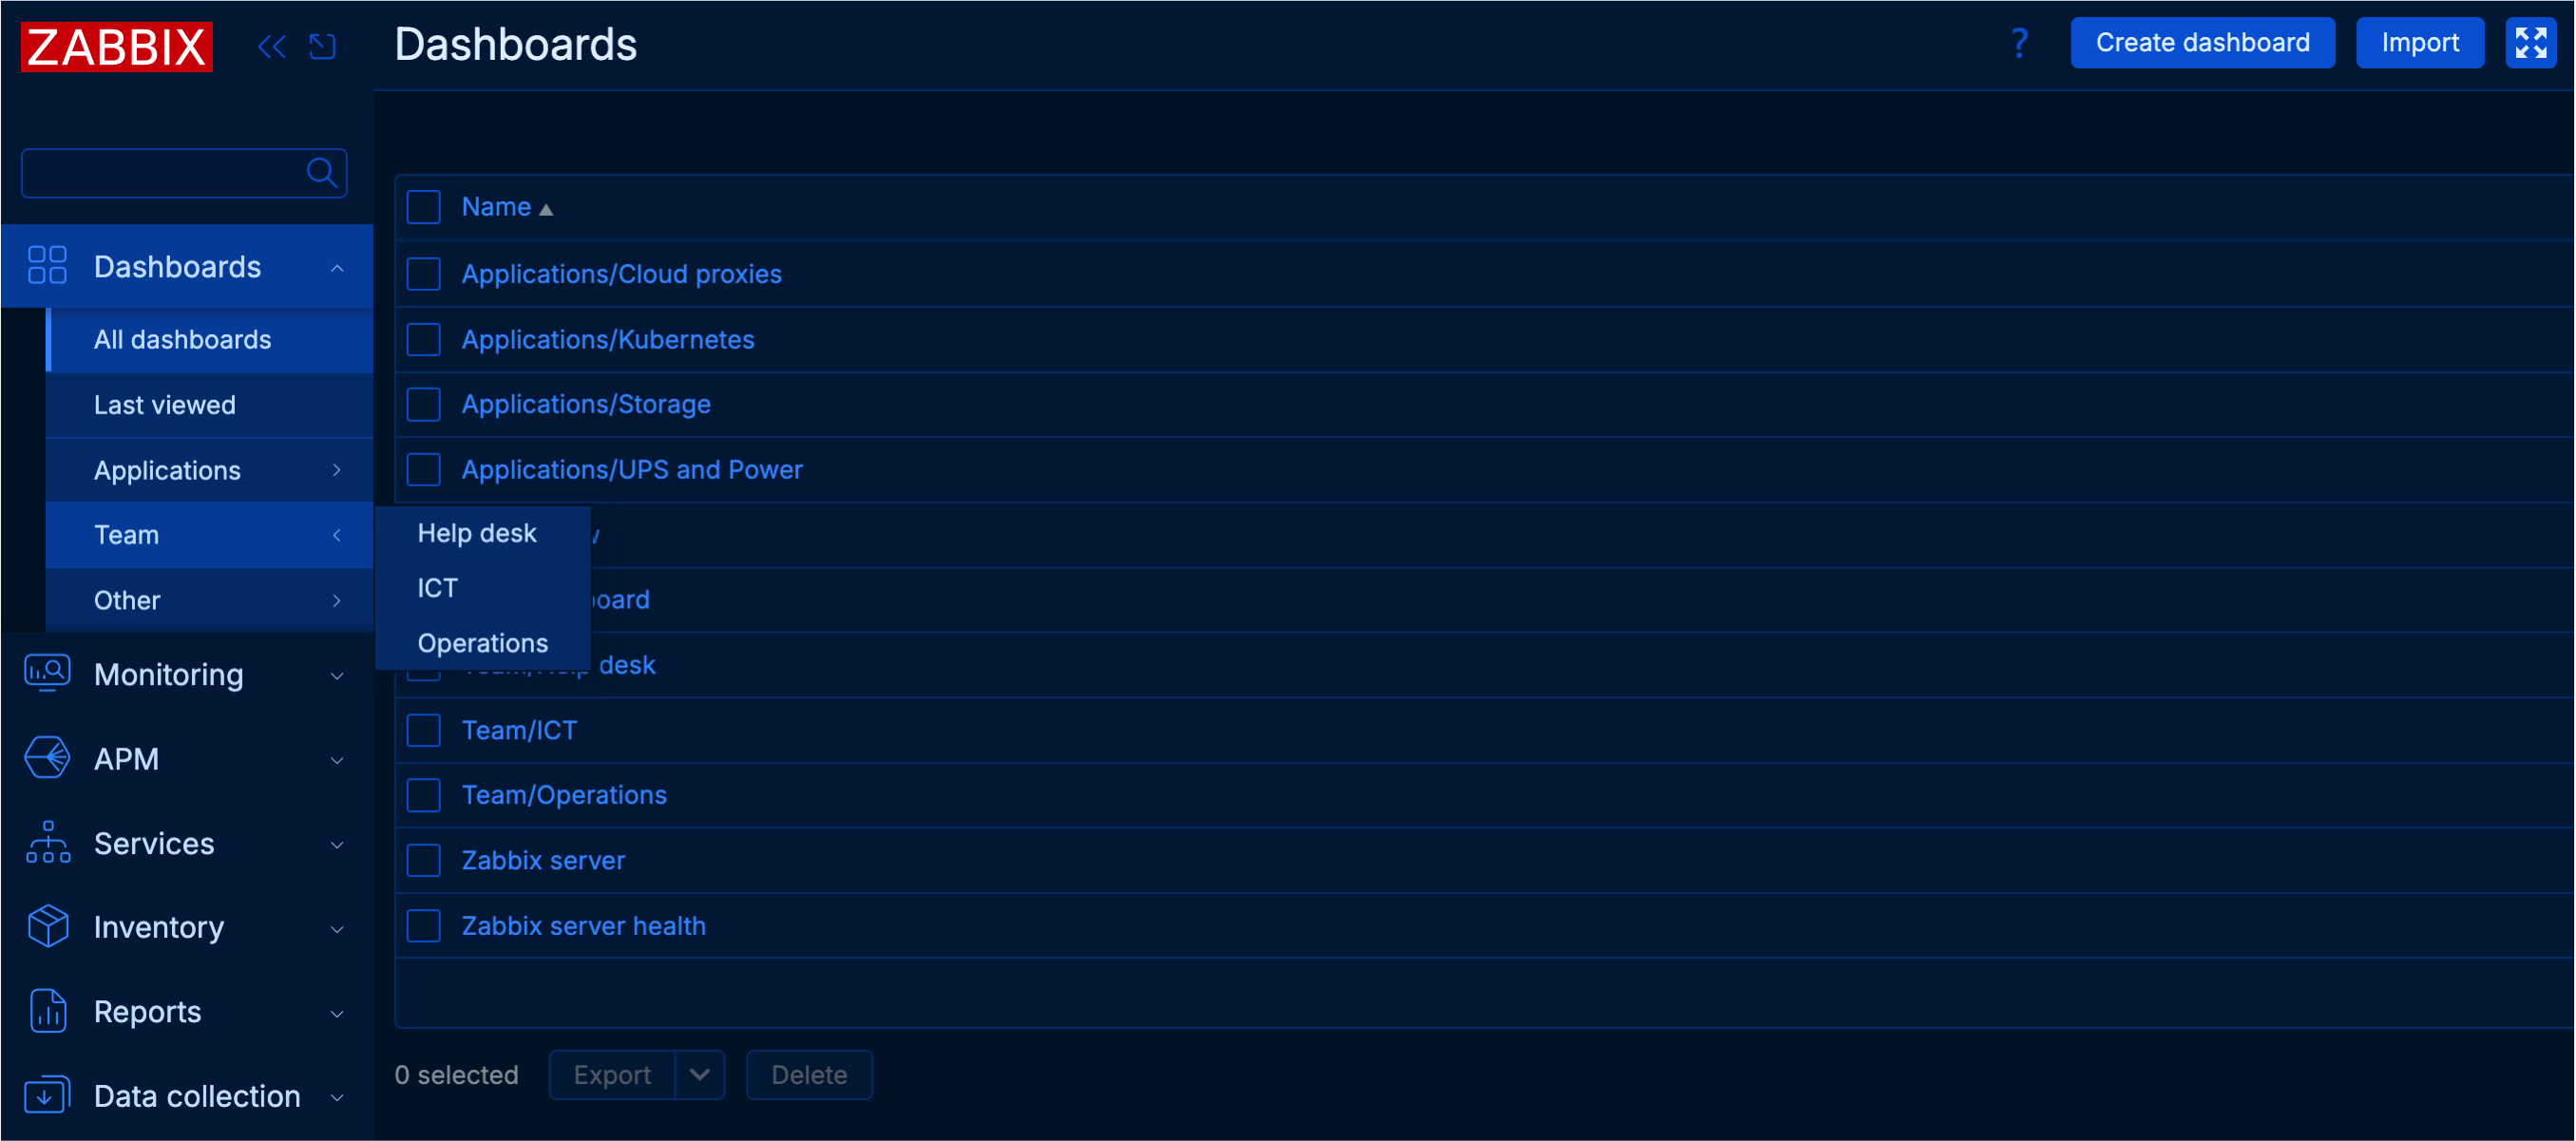 ZABBIX
Dashboards
?
Create dashboard
Import
Dashboards
All dashboards
Last viewed
Applications
Team
Other
Monitoring
APM
Services
Inventory
Reports
Data collection
Help desk
ICT
Operations
Name
Applications/Cloud proxies
Applications/Kubernetes
Applications/Storage
Applications/UPS and Power
desk
Team/ICT
Team/Operations
Zabbix server
Zabbix server health
0 selected
Export
Delete